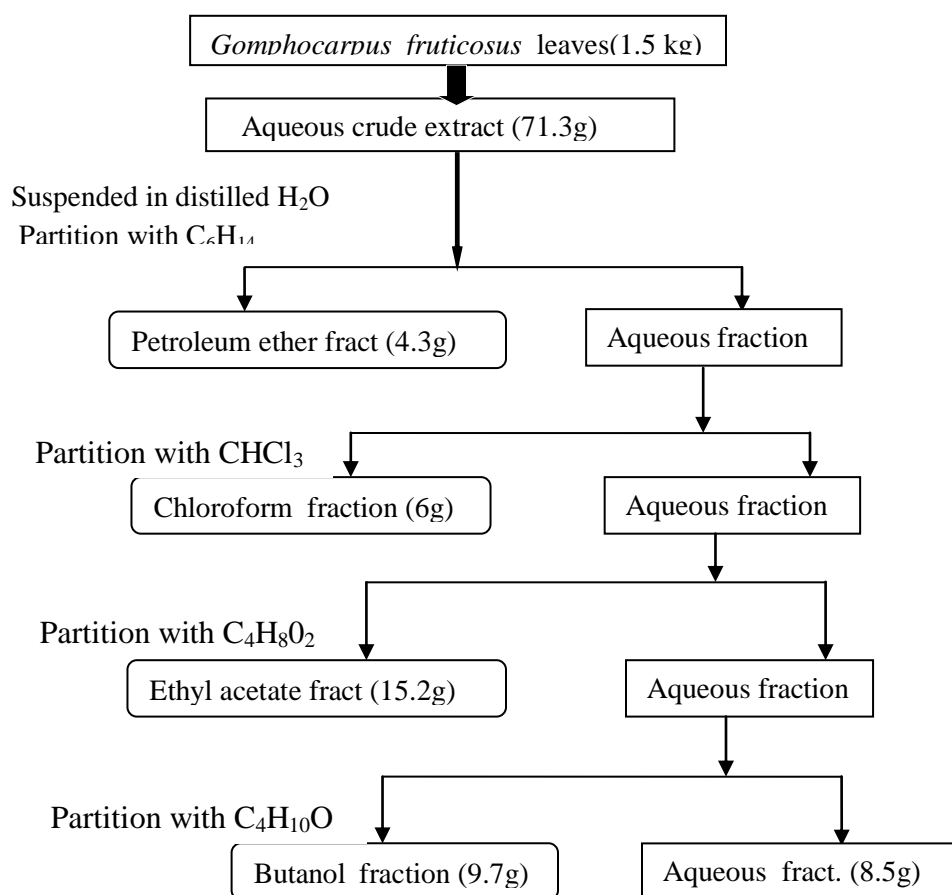 Gomphocarpus fruticosus leaves(1.5 kg)
Aqueous crude extract (71.3g)
Suspended in distilled H₂O
Partition with C₆H₁₄
Petroleum ether fract (4.3g)
Aqueous fraction
Partition with CHCl₃
Chloroform fraction (6g)
Aqueous fraction
Partition with C₄H₈0₂
Ethyl acetate fract (15.2g)
Aqueous fraction
Partition with C₄H₁₀O
Butanol fraction (9.7g)
Aqueous fract. (8.5g)